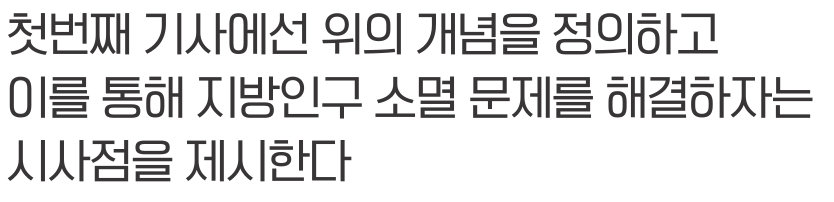 첫번째 기사에선 위의 개념을 정의하고
이를 통해 지방인구 소멸 문제를 해결하자는
시사점을 제시한다